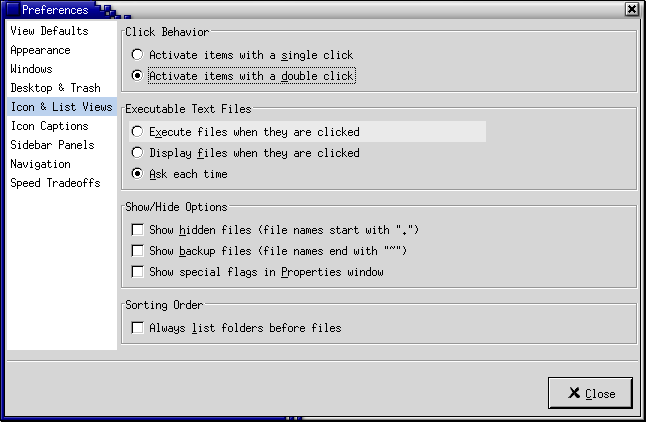 Preferences
View Defaults
Appearance
Windows
Desktop & Trash
Icon & List Views
Icon Captions
Sidebar Panels
Navigation
Speed Tradeoffs
Click Behavior
Activate items with a single click
Activate items with a double click
Executable Text Files
Execute files when they are clicked
Display files when they are clicked
Ask each time
Show/Hide Options
Show hidden files (file names start with ".")
Show backup files (file names end with "~")
Show special flags in Properties window
Sorting Order
Always list folders before files
Close